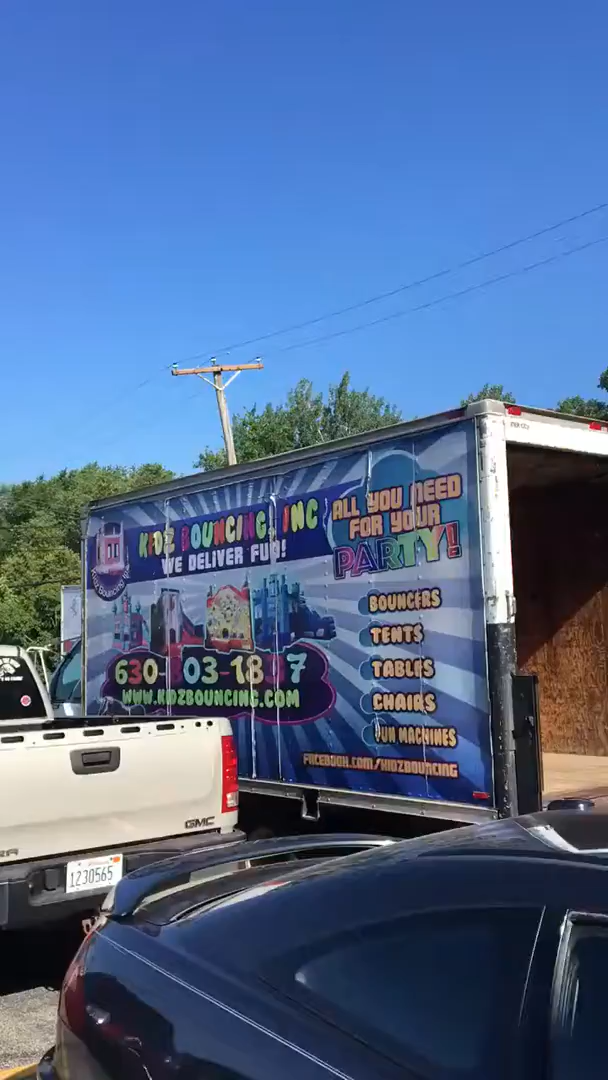 KIDZ BOUNCING, INC
WE DELIVER FUN!
ALL YOU NEED
FOR YOUR
PARTY!
BOUNCERS
TENTS
TABLES
CHAIRS
FUN MACHINES
WWW.KIDZBOUNCING.COM
FACEBOOK.COM/KIDZBOUNCING
GMC
1230565